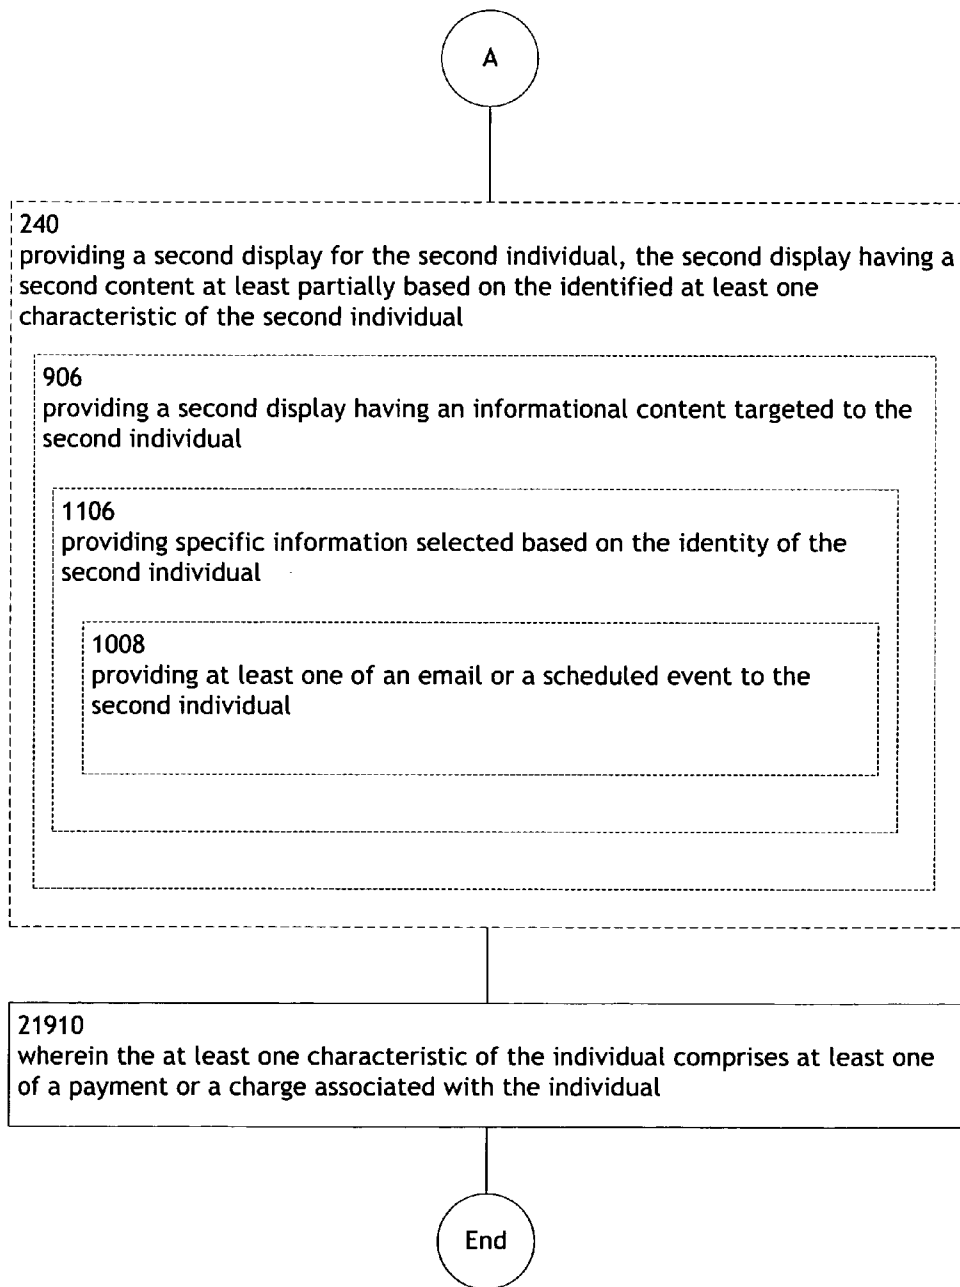 A
240
providing a second display for the second individual, the second display having a
second content at least partially based on the identified at least one
characteristic of the second individual
906
providing a second display having an informational content targeted to the
second individual
1106
providing specific information selected based on the identity of the
second individual
1008
providing at least one of an email or a scheduled event to the
second individual
21910
wherein the at least one characteristic of the individual comprises at least one
of a payment or a charge associated with the individual
End